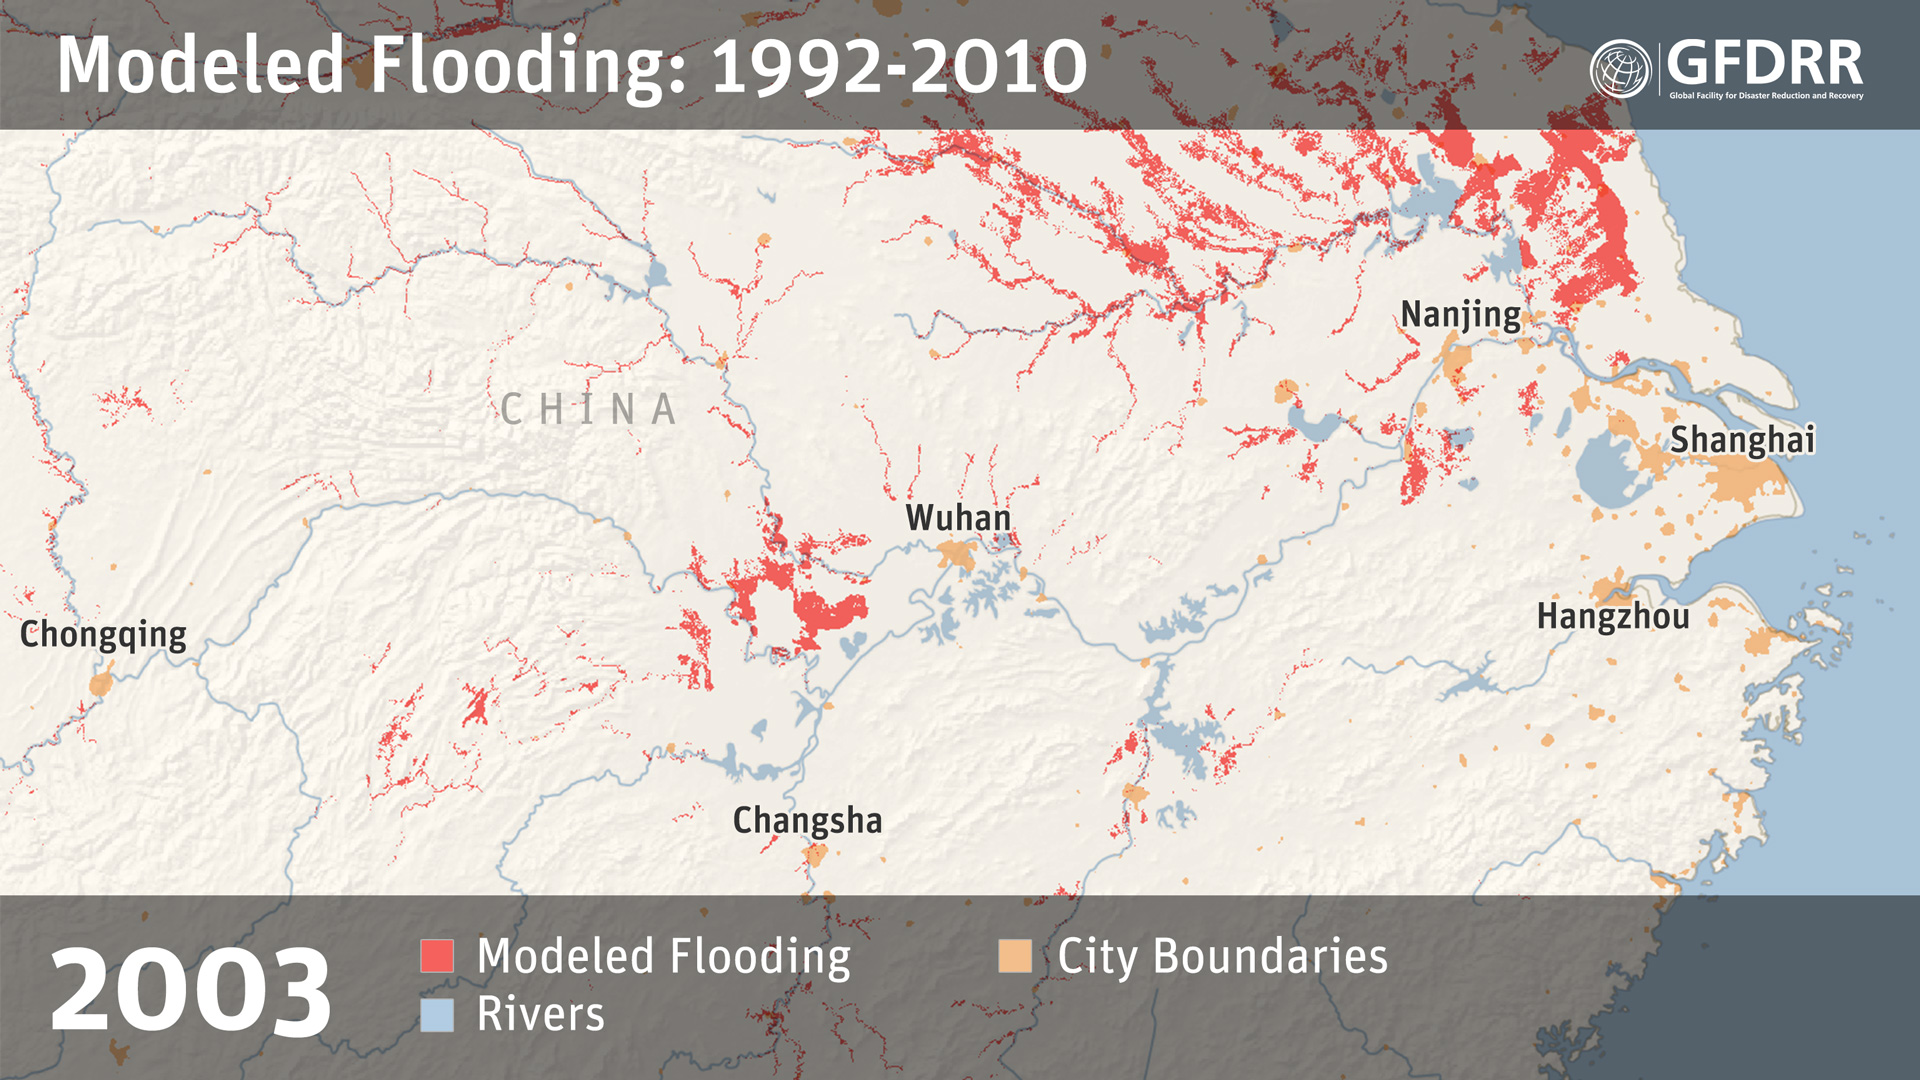 Modeled Flooding: 1992-2010
GFDRR
Global Facility for Disaster Reduction and Recovery
Nanjing
CHINA
Shanghai
Wuhan
Hangzhou
Chongqing
Changsha
2003
Modeled Flooding
City Boundaries
Rivers